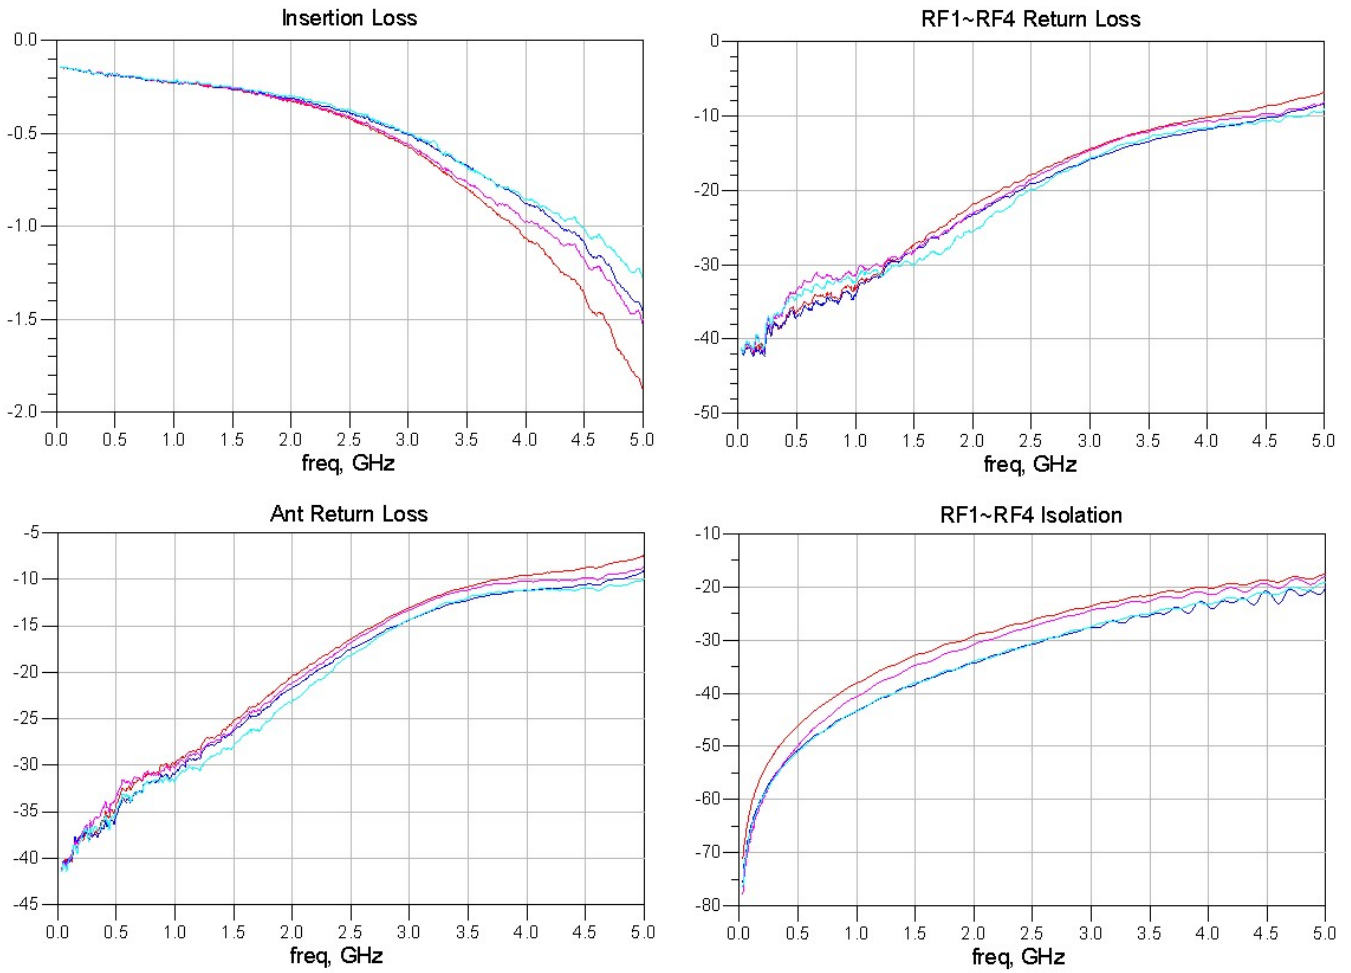 Insertion Loss
0.0
-0.5
-1.0
-1.5
-2.0
0.0 0.5 1.0 1.5 2.0 2.5 3.0 3.5 4.0 4.5 5.0
freq, GHz
RF1~RF4 Return Loss
0
-10
-20
-30
-40
-50
0.0 0.5 1.0 1.5 2.0 2.5 3.0 3.5 4.0 4.5 5.0
freq, GHz
Ant Return Loss
-5
-10
-15
-20
-25
-30
-35
-40
-45
0.0 0.5 1.0 1.5 2.0 2.5 3.0 3.5 4.0 4.5 5.0
freq, GHz
RF1~RF4 Isolation
-10
-20
-30
-40
-50
-60
-70
-80
0.0 0.5 1.0 1.5 2.0 2.5 3.0 3.5 4.0 4.5 5.0
freq, GHz